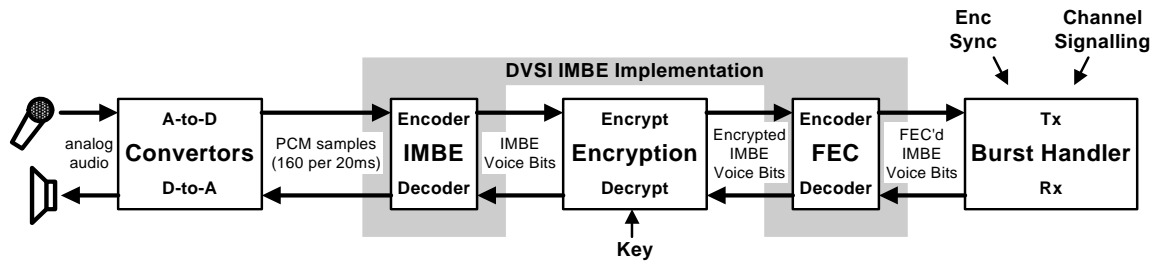 Enc
Sync
Channel
Signalling
DVSI IMBE Implementation
analog
audio
A-to-D
Convertors
D-to-A
PCM samples
(160 per 20ms)
Encoder
IMBE
Decoder
IMBE
Voice Bits
Encrypt
Encryption
Decrypt
Key
Encrypted
IMBE
Voice Bits
Encoder
FEC
Decoder
FEC'd
IMBE
Voice Bits
Tx
Burst Handler
Rx